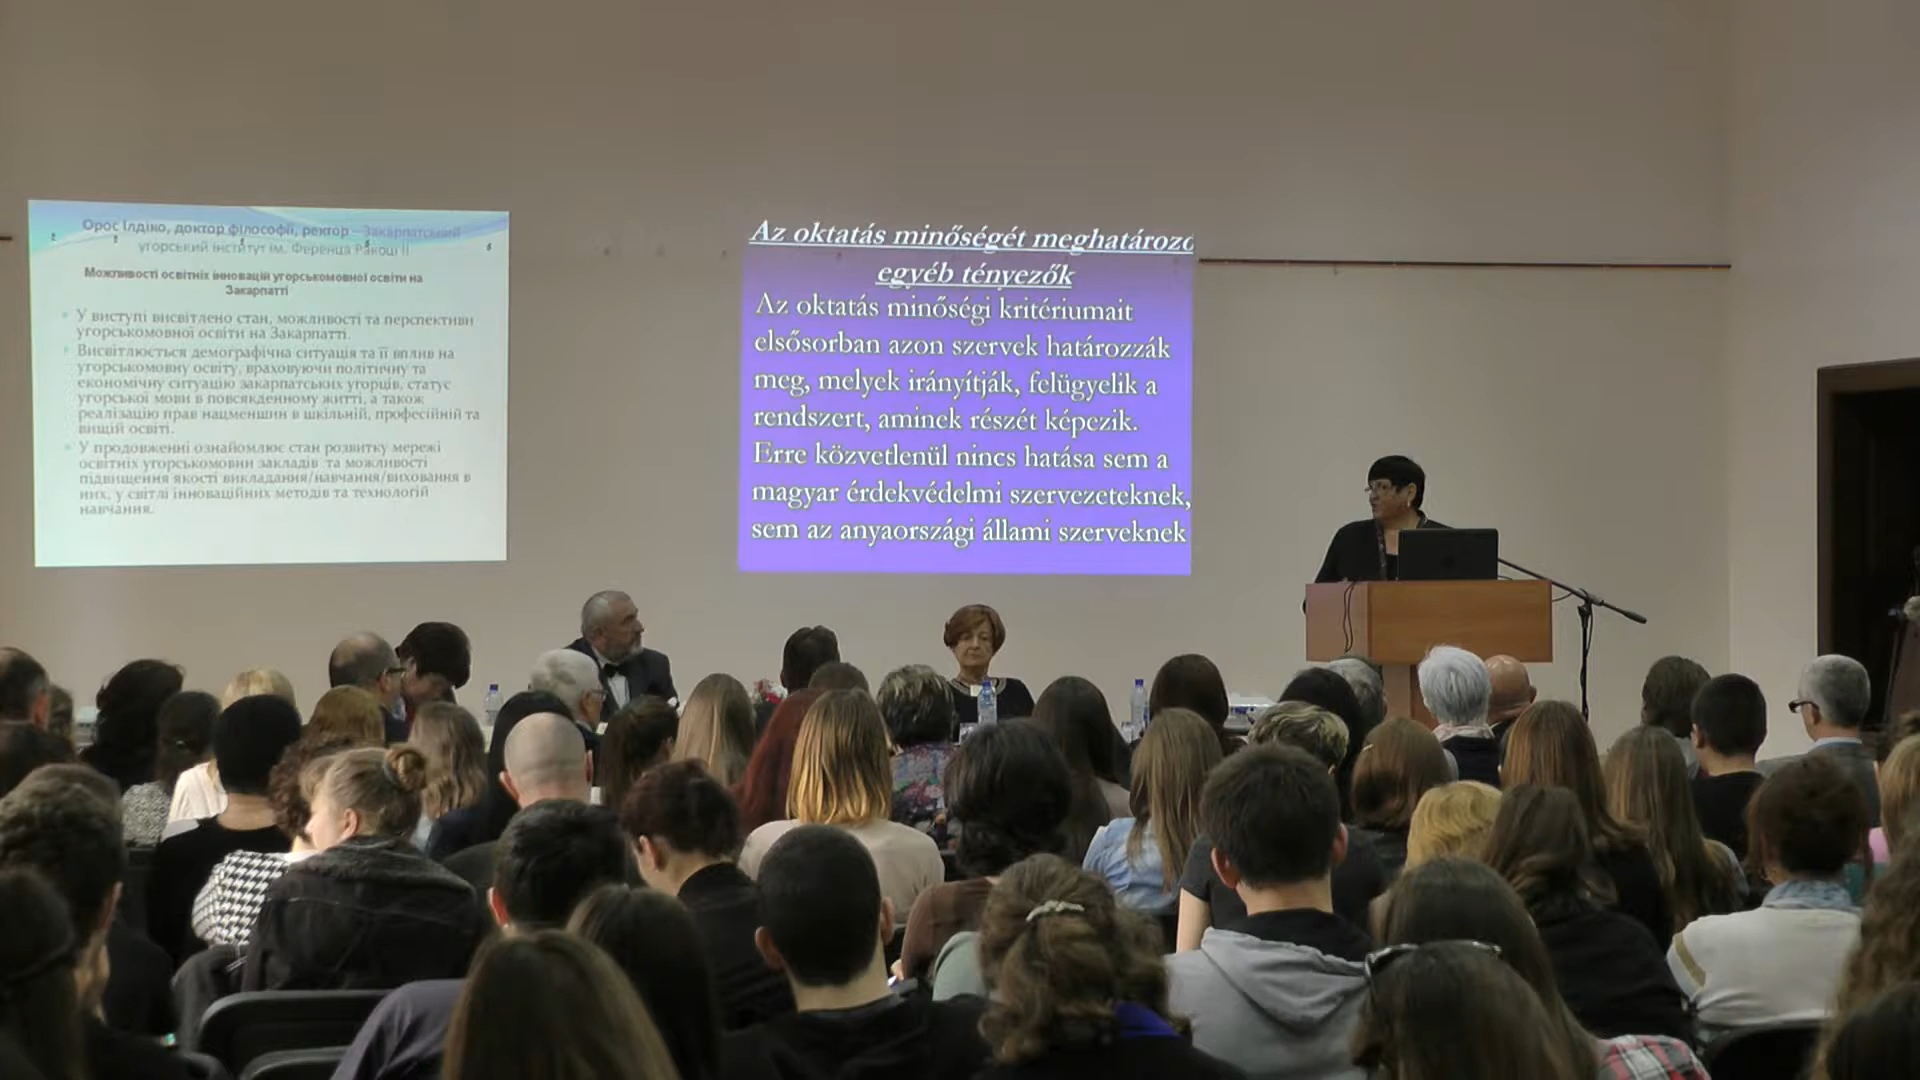 Орос Ілдіко, доктор філософії, ректор – Закарпатський
угорський інститут ім. Ференца Ракоці ІІ
Можливості освітніх інновацій угорськомовної освіти на
Закарпатті
У виступі висвітлено стан, можливості та перспективи
угорськомовної освіти на Закарпатті.
Висвітлюється демографічна ситуація та її вплив на
угорськомовну освіту, враховуючи політичну та
економічну ситуацію закарпатських угорців, статус
угорської мови в повсякденному житті, а також
реалізацію прав нацменшин в шкільній, професійній та
вищій освіті.
У продовженні ознайомлює стан розвитку мережі
освітніх угорськомовни закладів та можливості
підвищення якості викладання/навчання/виховання в
них, у світлі інноваційних методів та технологій
навчання.
Az oktatás minőségét meghatározó
egyéb tényezők
Az oktatás minőségi kritériumait
elsősorban azon szervek határozzák
meg, melyek irányítják, felügyelik a
rendszert, aminek részét képezik.
Erre közvetlenül nincs hatása sem a
magyar érdekvédelmi szervezeteknek,
sem az anyaországi állami szerveknek